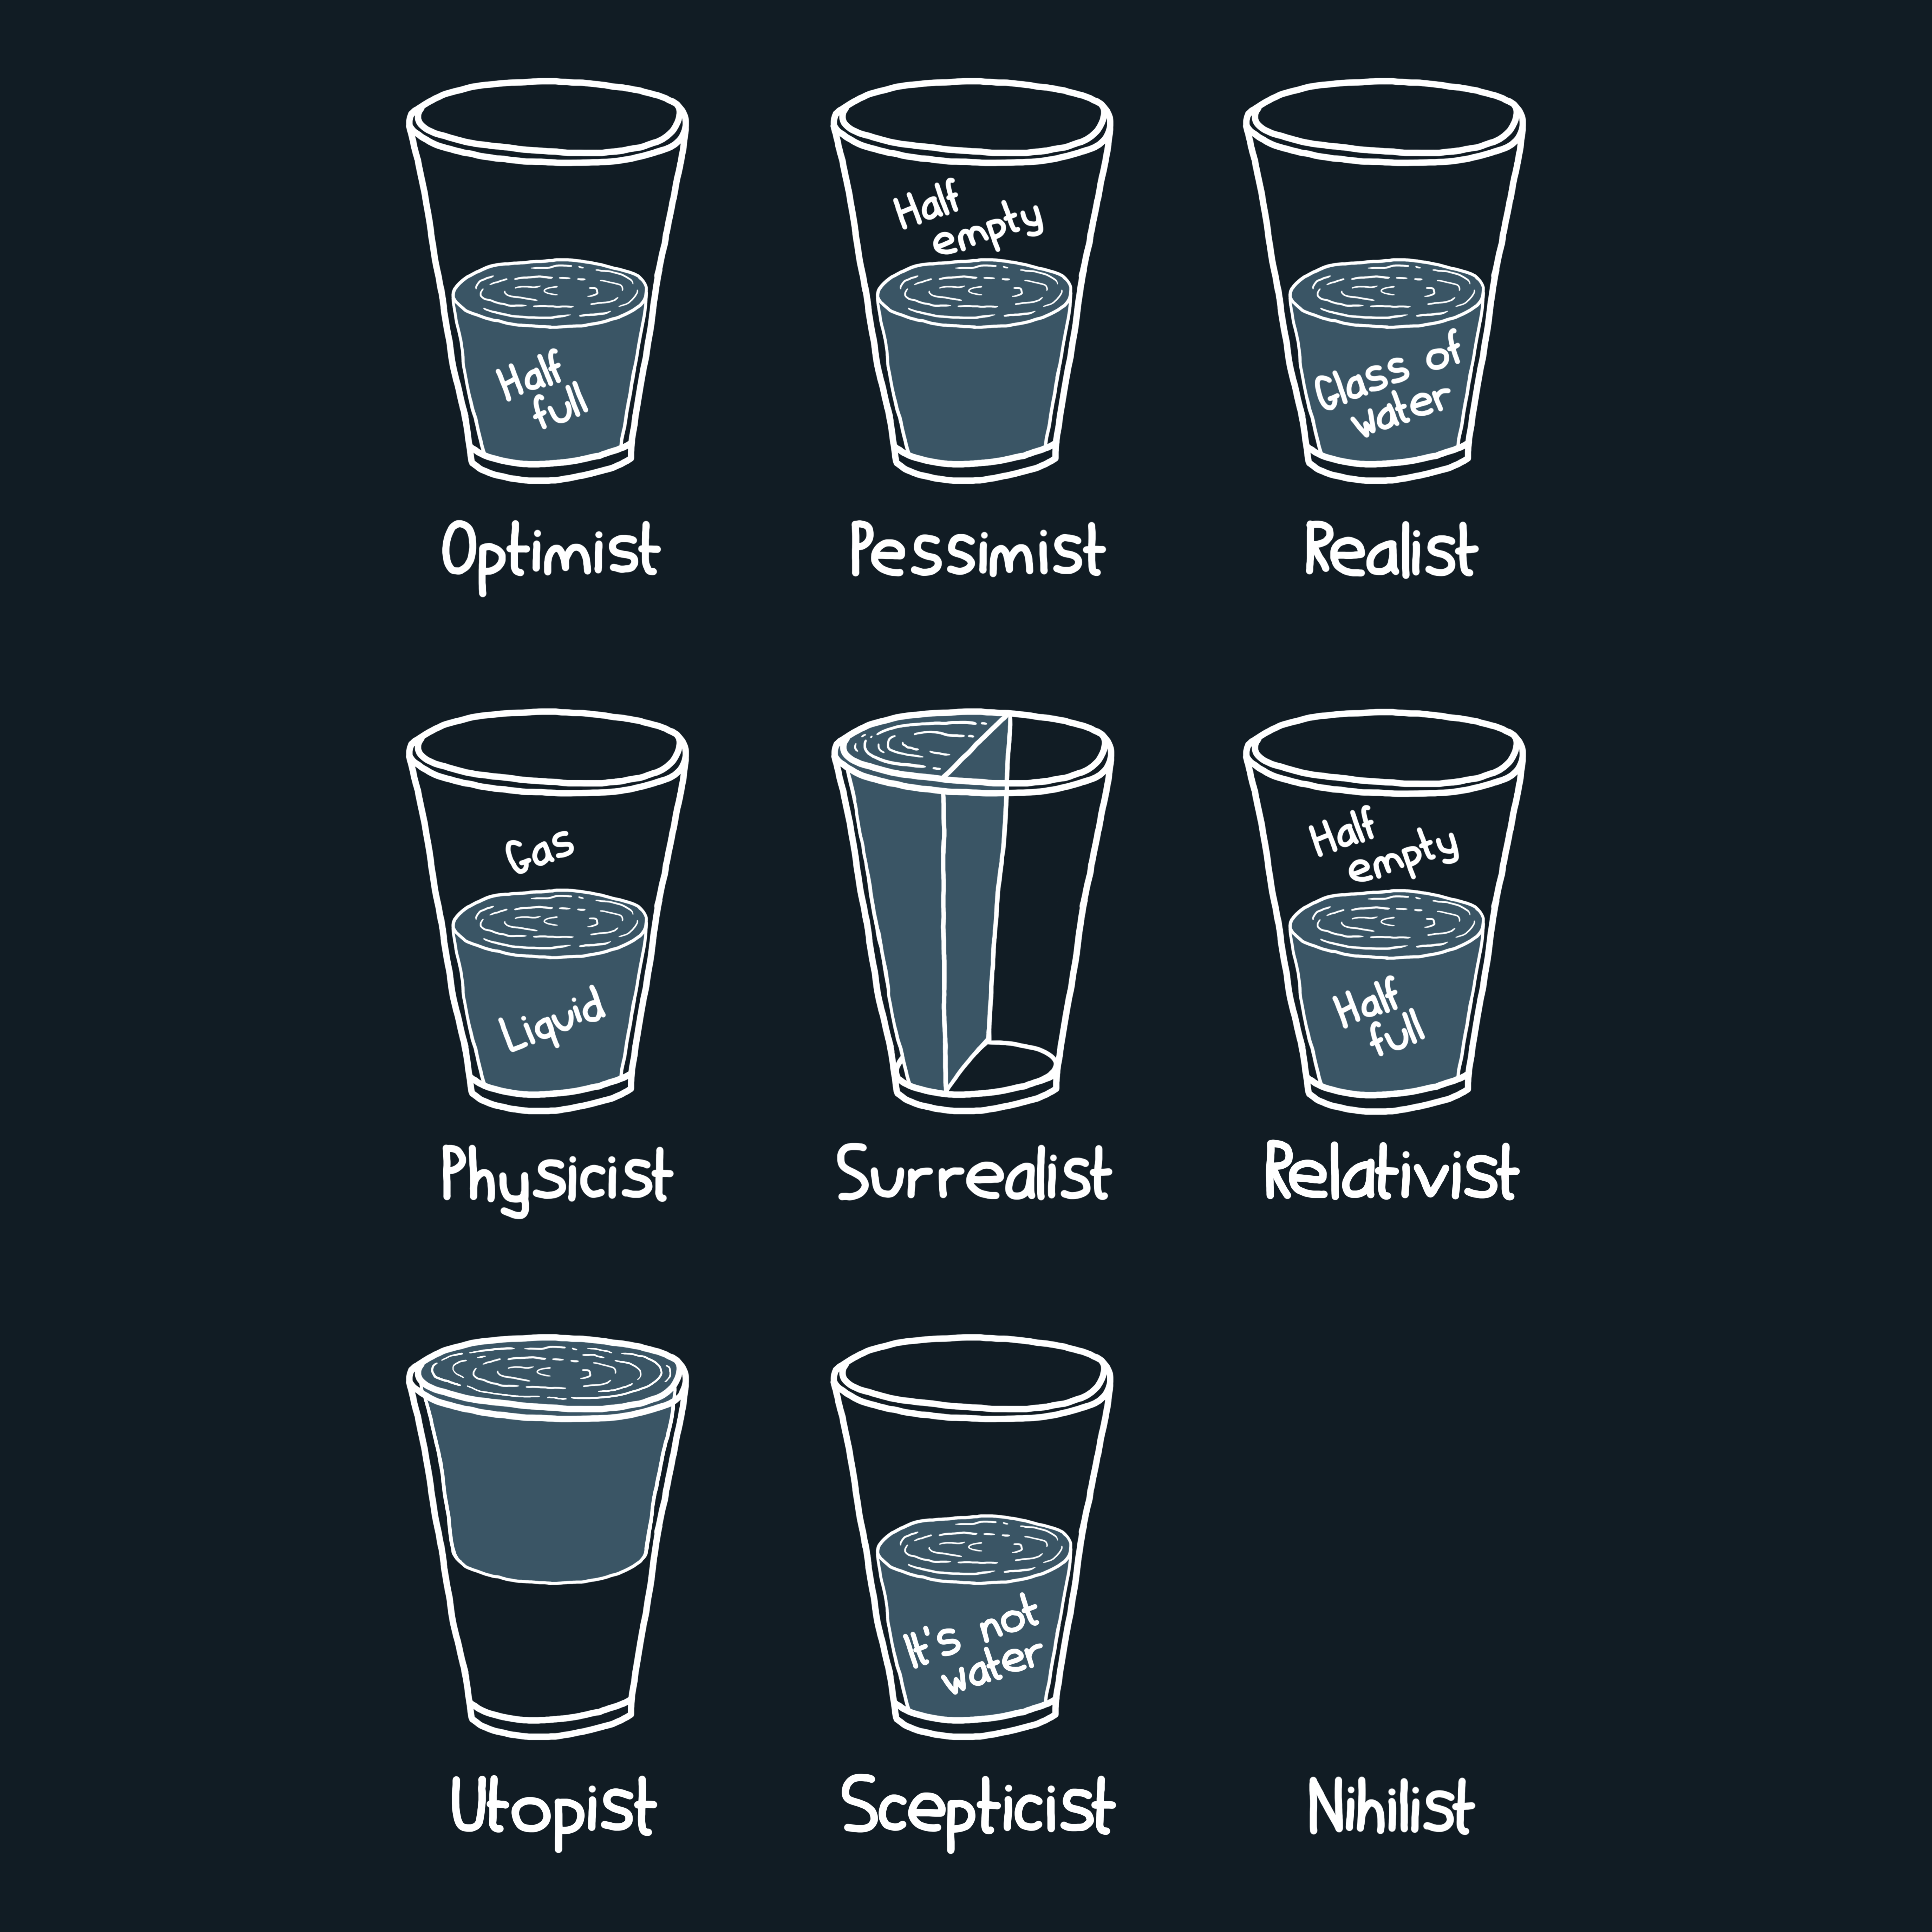 Half
full
Optimist
Half
empty
Pessimist
Glass of
water
Realist
Gas
Liquid
Physicist
Surrealist
Half
empty
Half
full
Relativist
Utopist
It's not
water
Scepticist
Nihilist